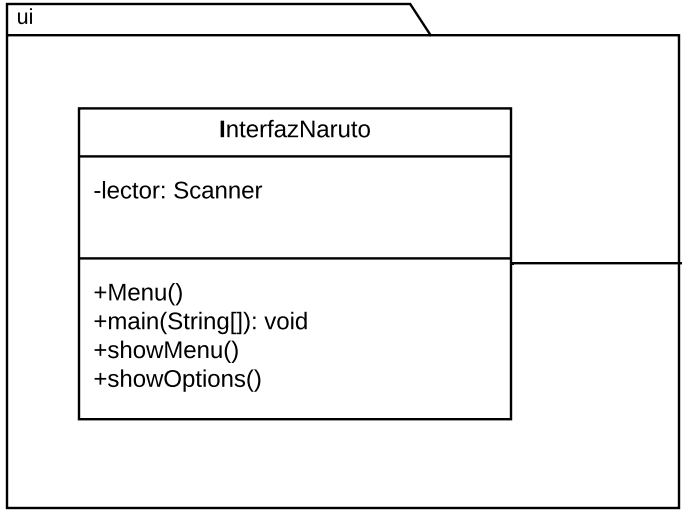 ui
InterfazNaruto
-lector: Scanner
+Menu()
+main(String[]): void
+showMenu()
+showOptions()